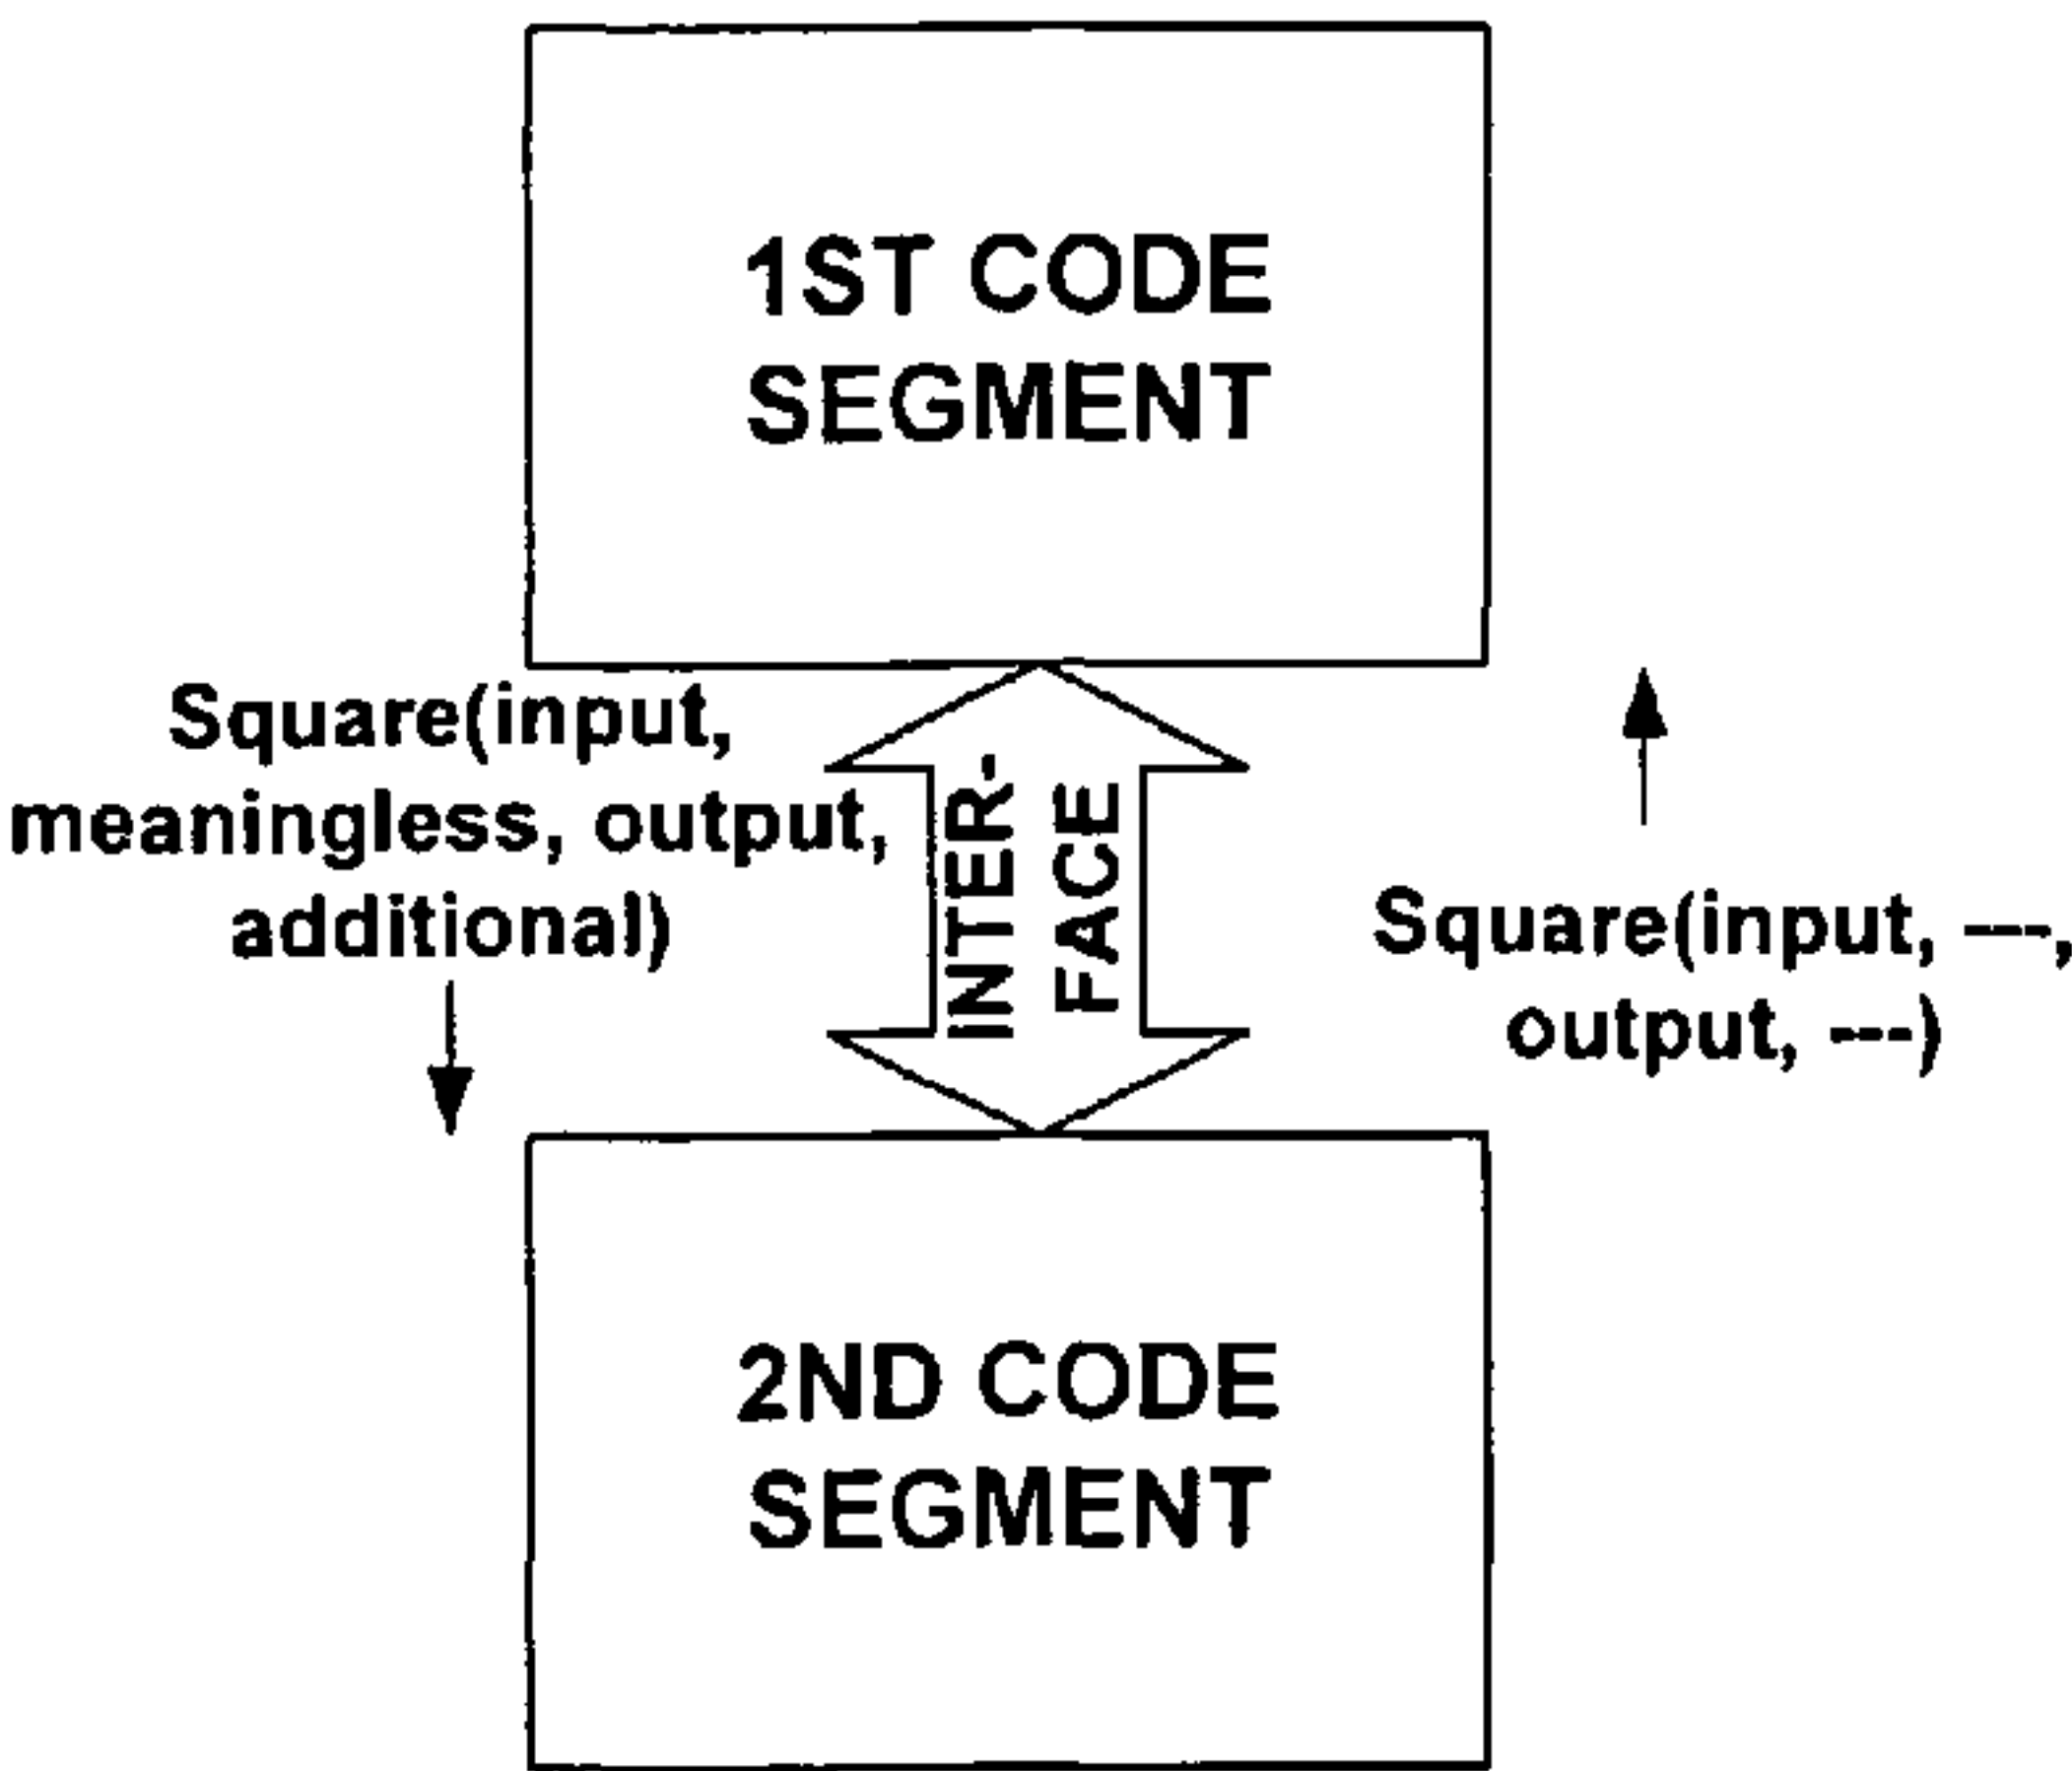 1ST CODE
SEGMENT
Square(input,
meaningless, output,
additional)
INTER-
FACE
Square(input, ---,
output, ---)
2ND CODE
SEGMENT